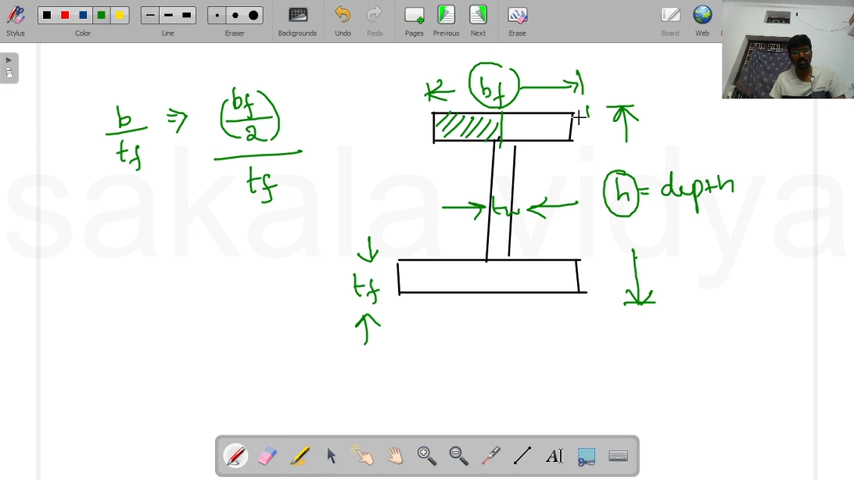 Stylus
Color
Line
Eraser
Backgrounds
Undo
Redo
Pages
Previous
Next
Erase
Board
Web
sakala vidya
b/tf ⇒ (bf/2)/tf
bf
h = depth
tw
tf
AI